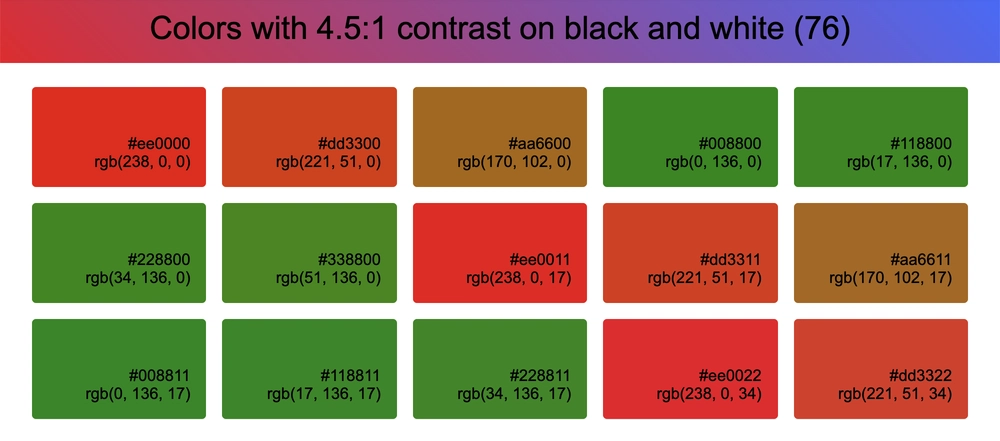 Colors with 4.5:1 contrast on black and white (76)
#ee0000
rgb(238, 0, 0)
#dd3300
rgb(221, 51, 0)
#aa6600
rgb(170, 102, 0)
#008800
rgb(0, 136, 0)
#118800
rgb(17, 136, 0)
#228800
rgb(34, 136, 0)
#338800
rgb(51, 136, 0)
#ee0011
rgb(238, 0, 17)
#dd3311
rgb(221, 51, 17)
#aa6611
rgb(170, 102, 17)
#008811
rgb(0, 136, 17)
#118811
rgb(17, 136, 17)
#228811
rgb(34, 136, 17)
#ee0022
rgb(238, 0, 34)
#dd3322
rgb(221, 51, 34)